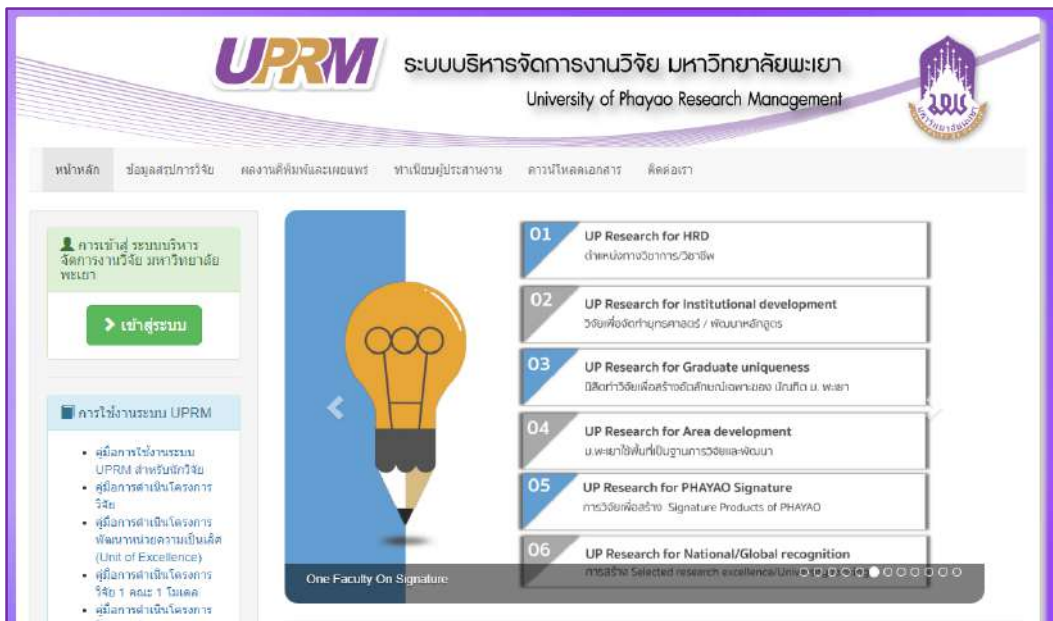 UPRM
ระบบบริหารจัดการงานวิจัย มหาวิทยาลัยพะเยา
University of Phayao Research Management
มหาวิทยาลัยพะเยา
หน้าหลัก ข้อมูลสรุปการวิจัย ผลงานตีพิมพ์และเผยแพร่ ทำเนียบผู้ประสานงาน ดาวน์โหลดเอกสาร ติดต่อเรา
การเข้าสู่ ระบบบริหาร
จัดการงานวิจัย มหาวิทยาลัย
พะเยา
เข้าสู่ระบบ
การใช้งานระบบ UPRM
คู่มือการใช้งานระบบ
UPRM สำหรับนักวิจัย
คู่มือการดำเนินโครงการ
วิจัย
คู่มือการดำเนินโครงการ
พัฒนาหน่วยความเป็นเลิศ
(Unit of Excellence)
คู่มือการดำเนินโครงการ
วิจัย 1 คณะ 1 โมเดล
คู่มือการดำเนินโครงการ
01 UP Research for HRD
ตำแหน่งทางวิชาการ/วิชาชีพ
02 UP Research for Institutional development
วิจัยเพื่อจัดทำยุทธศาสตร์ / พัฒนาหลักสูตร
03 UP Research for Graduate uniqueness
นิสิตทำวิจัยเพื่อสร้างอัตลักษณ์เฉพาะของ บัณฑิต ม. พะเยา
04 UP Research for Area development
ม.พะเยาใช้พื้นที่เป็นฐานการวิจัยและพัฒนา
05 UP Research for PHAYAO Signature
การวิจัยเพื่อสร้าง Signature Products of PHAYAO
06 UP Research for National/Global recognition
การสร้าง Selected research excellence/
One Faculty On Signature